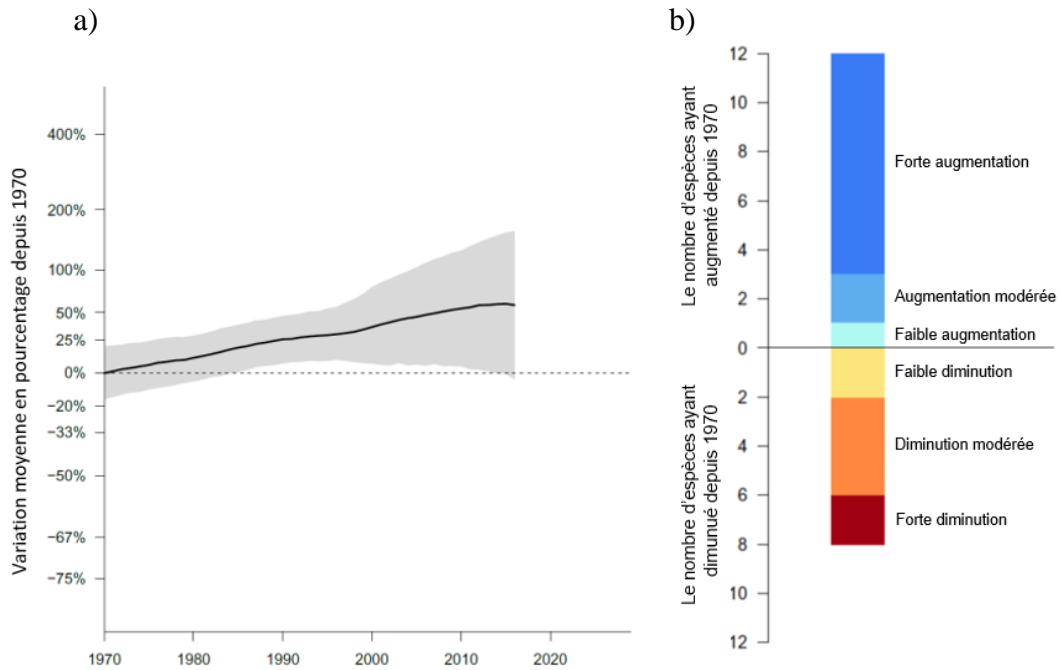 a)
Variation moyenne en pourcentage depuis 1970
400%
200%
100%
50%
25%
0%
−20%
−33%
−50%
−67%
−75%
1970
1980
1990
2000
2010
2020
b)
Le nombre d'espèces ayant
augmenté depuis 1970
Le nombre d'espèces ayant
dimunué depuis 1970
12
10
8
6
4
2
0
2
4
6
8
10
12
Forte augmentation
Augmentation modérée
Faible augmentation
Faible diminution
Diminution modérée
Forte diminution